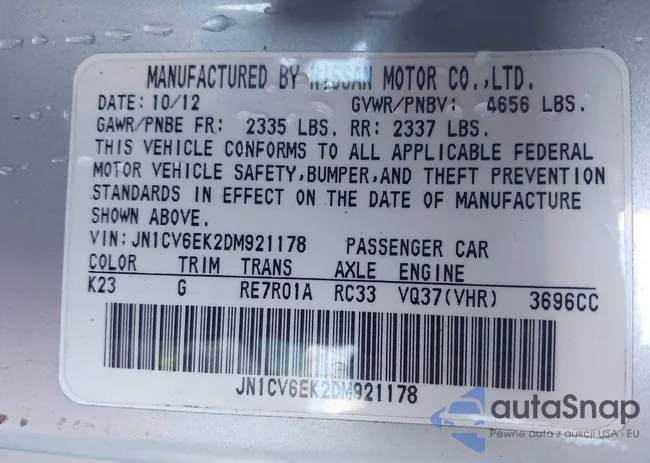 MANUFACTURED BY NISSAN MOTOR CO.,LTD.
DATE: 10/12 GVWR/PNBV: 4656 LBS.
GAWR/PNBE FR: 2335 LBS. RR: 2337 LBS.
THIS VEHICLE CONFORMS TO ALL APPLICABLE FEDERAL
MOTOR VEHICLE SAFETY,BUMPER,AND THEFT PREVENTION
STANDARDS IN EFFECT ON THE DATE OF MANUFACTURE
SHOWN ABOVE.
VIN:JN1CV6EK2DM921178 PASSENGER CAR
COLOR TRIM TRANS AXLE ENGINE
K23 G RE7R01A RC33 VQ37(VHR) 3696CC
JN1CV6EK2DM921178
autaSnap
Pewne auta z aukcji USA i EU